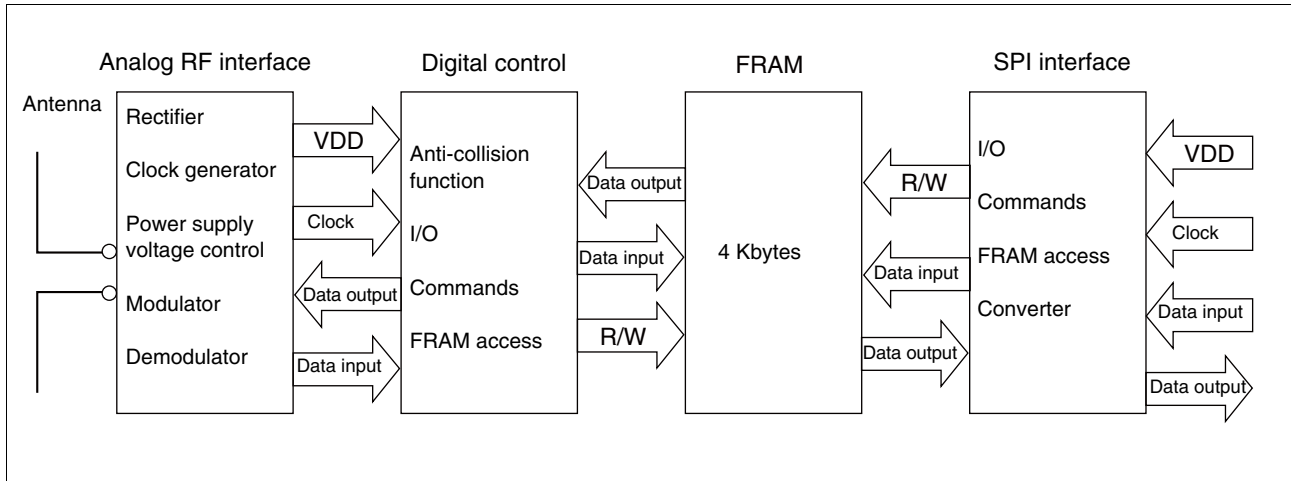 Analog RF interface
Digital control
FRAM
SPI interface
Antenna
Rectifier
Clock generator
Power supply
voltage control
Modulator
Demodulator
VDD
Clock
Data output
Data input
Anti-collision
function
I/O
Commands
FRAM access
Data output
Data input
R/W
4 Kbytes
R/W
Data input
Data output
I/O
Commands
FRAM access
Converter
VDD
Clock
Data input
Data output